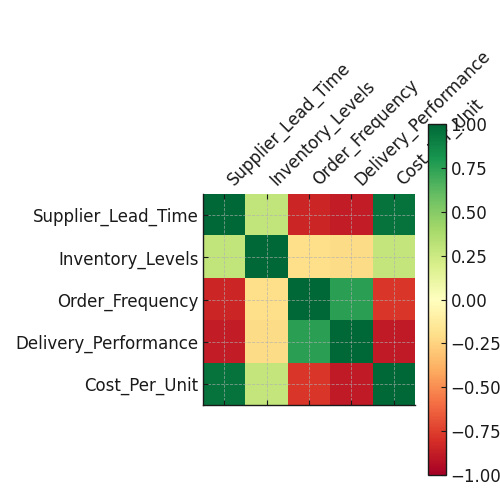 Supplier_Lead_Time
Inventory_Levels
Order_Frequency
Delivery_Performance
Cost_Per_Unit
Supplier_Lead_Time
Inventory_Levels
Order_Frequency
Delivery_Performance
Cost_Per_Unit
1.00
0.75
0.50
0.25
0.00
−0.25
−0.50
−0.75
−1.00